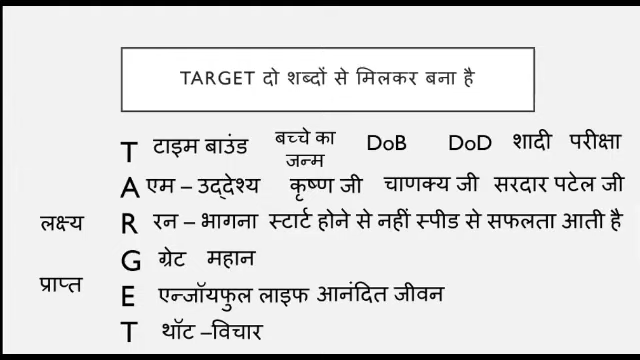 TARGET दो शब्दों से मिलकर बना है
T टाइम बाउंड बच्चे का जन्म DoB DoD शादी परीक्षा
A एम – उद्देश्य कृष्ण जी चाणक्य जी सरदार पटेल जी
लक्ष्य R रन – भागना स्टार्ट होने से नहीं स्पीड से सफलता आती है
G ग्रेट महान
प्राप्त E एन्जॉयफुल लाइफ आनंदित जीवन
T थॉट –विचार